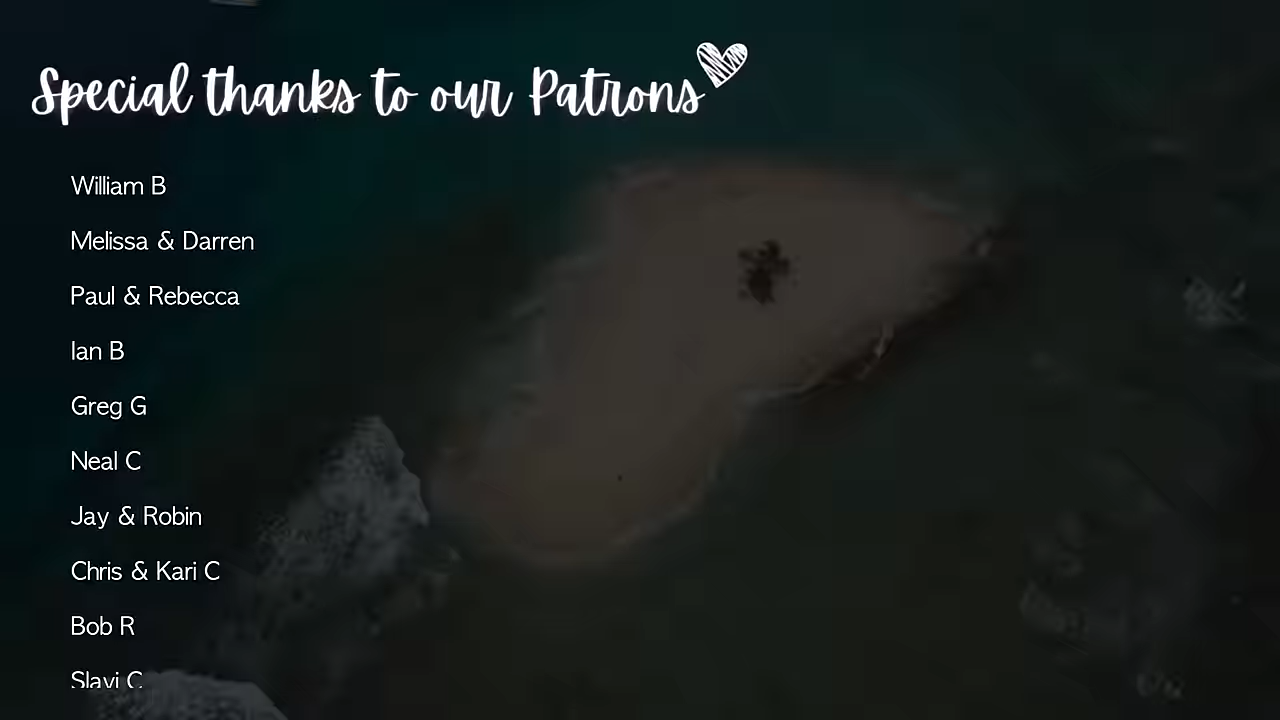 Special thanks to our Patrons
William B
Melissa & Darren
Paul & Rebecca
Ian B
Greg G
Neal C
Jay & Robin
Chris & Kari C
Bob R
Slavi C